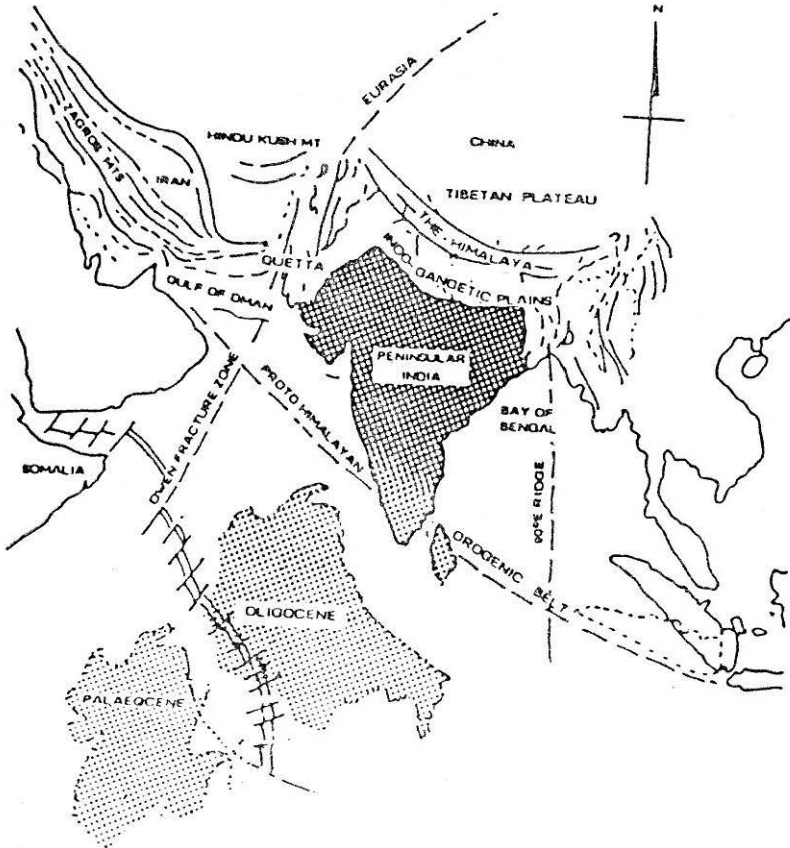 N
EURASIA
HINDU KUSH MT
CHINA
ZAGROS MTS
IRAN
TIBETAN PLATEAU
THE HIMALAYA
QUETTA
INDO GANGETIC PLAINS
GULF OF OMAN
PENINSULAR
INDIA
OWEN FRACTURE ZONE
PROTO HIMALAYAN
BAY OF
BENGAL
SOMALIA
90°E RIDGE
OROGENIC BELT
OLIGOCENE
PALAEOCENE